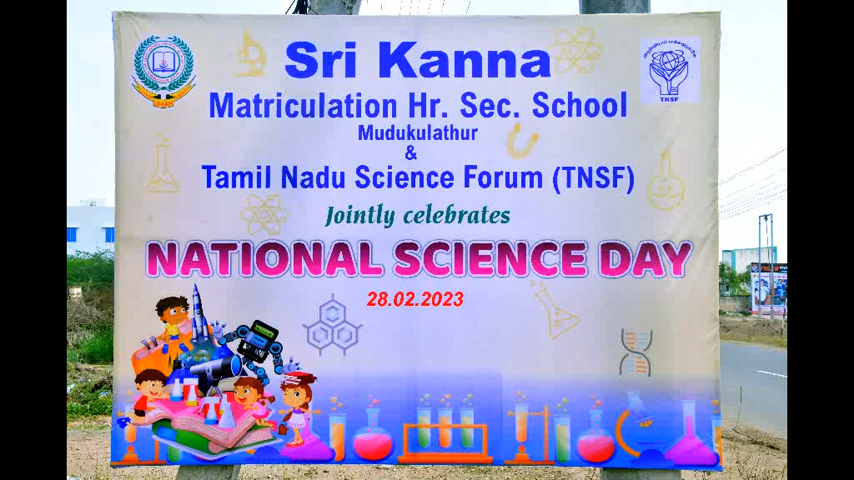 Sri Kanna
Matriculation Hr. Sec. School
Mudukulathur
&
Tamil Nadu Science Forum (TNSF)
Jointly celebrates
NATIONAL SCIENCE DAY
28.02.2023
TNSF